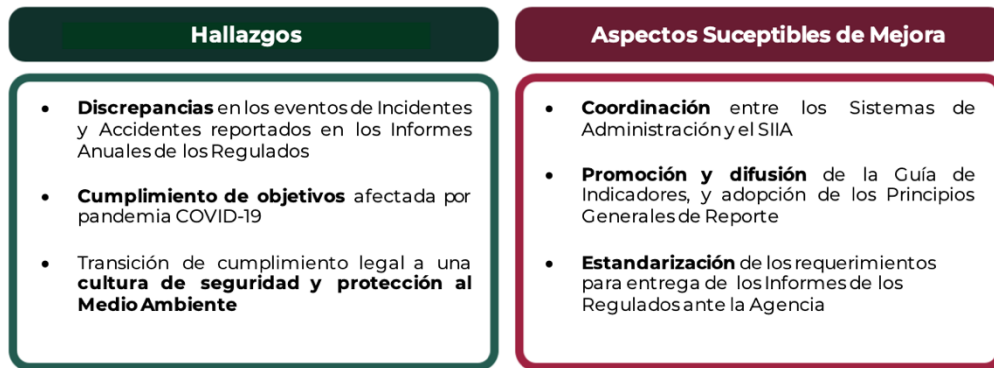 Hallazgos
• Discrepancias en los eventos de Incidentes
y Accidentes reportados en los Informes
Anuales de los Regulados
• Cumplimiento de objetivos afectada por
pandemia COVID-19
• Transición de cumplimiento legal a una
cultura de seguridad y protección al
Medio Ambiente
Aspectos Suceptibles de Mejora
• Coordinación entre los Sistemas de
Administración y el SIIA
• Promoción y difusión de la Guía de
Indicadores, y adopción de los Principios
Generales de Reporte
• Estandarización de los requerimientos
para entrega de los Informes de los
Regulados ante la Agencia